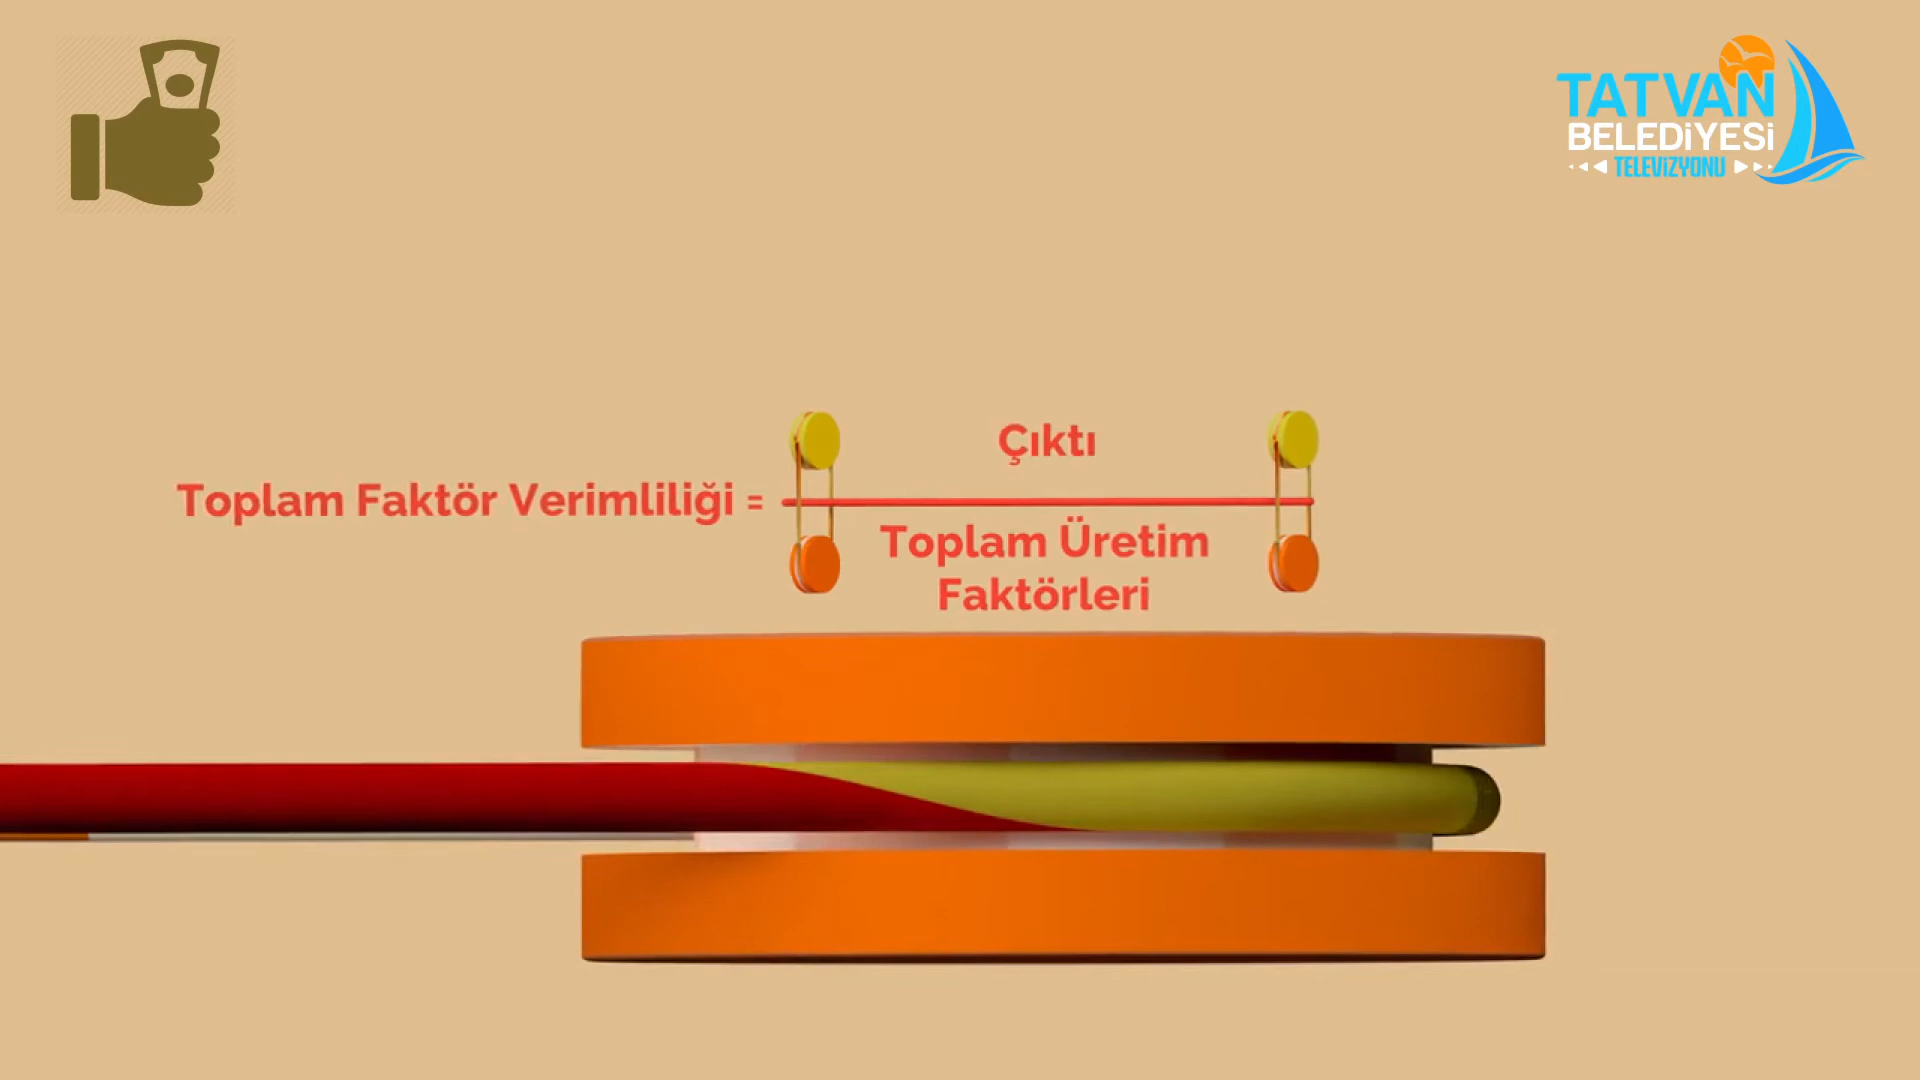 TATVAN
BELEDİYESİ
TELEVİZYONU
Çıktı
Toplam Faktör Verimliliği =
Toplam Üretim
Faktörleri